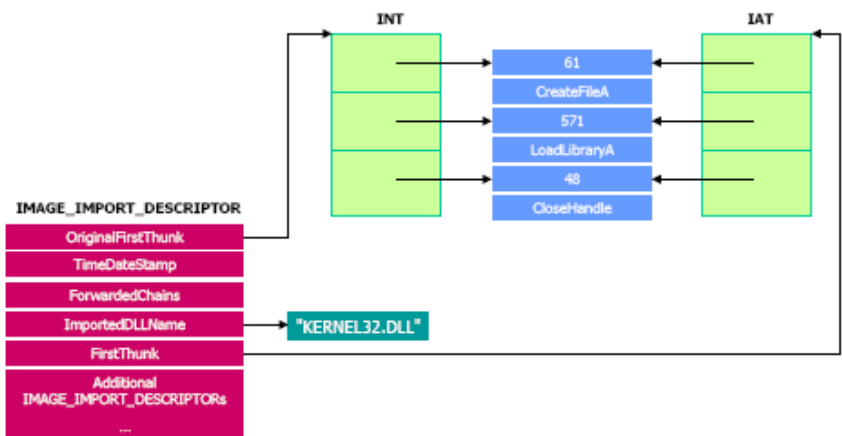 INT
IAT
61
CreateFileA
571
LoadLibraryA
48
CloseHandle
IMAGE_IMPORT_DESCRIPTOR
OriginalFirstThunk
TimeDateStamp
ForwardedChains
ImportedDLLName
"KERNEL32.DLL"
FirstThunk
Additional
IMAGE_IMPORT_DESCRIPTORs
...